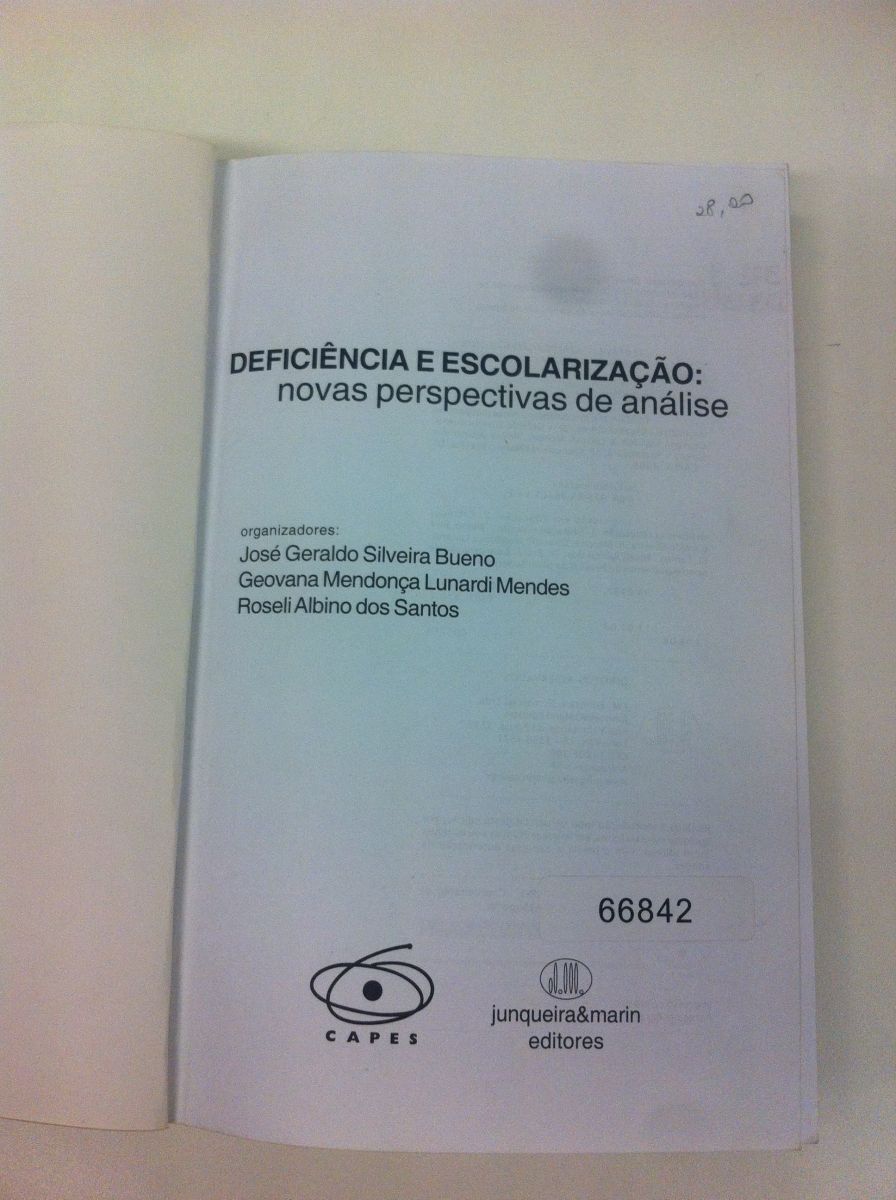 28,00
DEFICIÊNCIA E ESCOLARIZAÇÃO:
novas perspectivas de análise
organizadores:
José Geraldo Silveira Bueno
Geovana Mendonça Lunardi Mendes
Roseli Albino dos Santos
66842
CAPES
junqueira&marin
editores